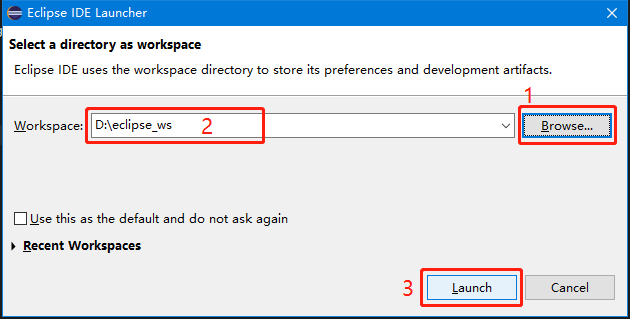 Eclipse IDE Launcher
Select a directory as workspace
Eclipse IDE uses the workspace directory to store its preferences and development artifacts.
1
Workspace: D:\eclipse_ws 2 Browse...
Use this as the default and do not ask again
Recent Workspaces
3 Launch Cancel